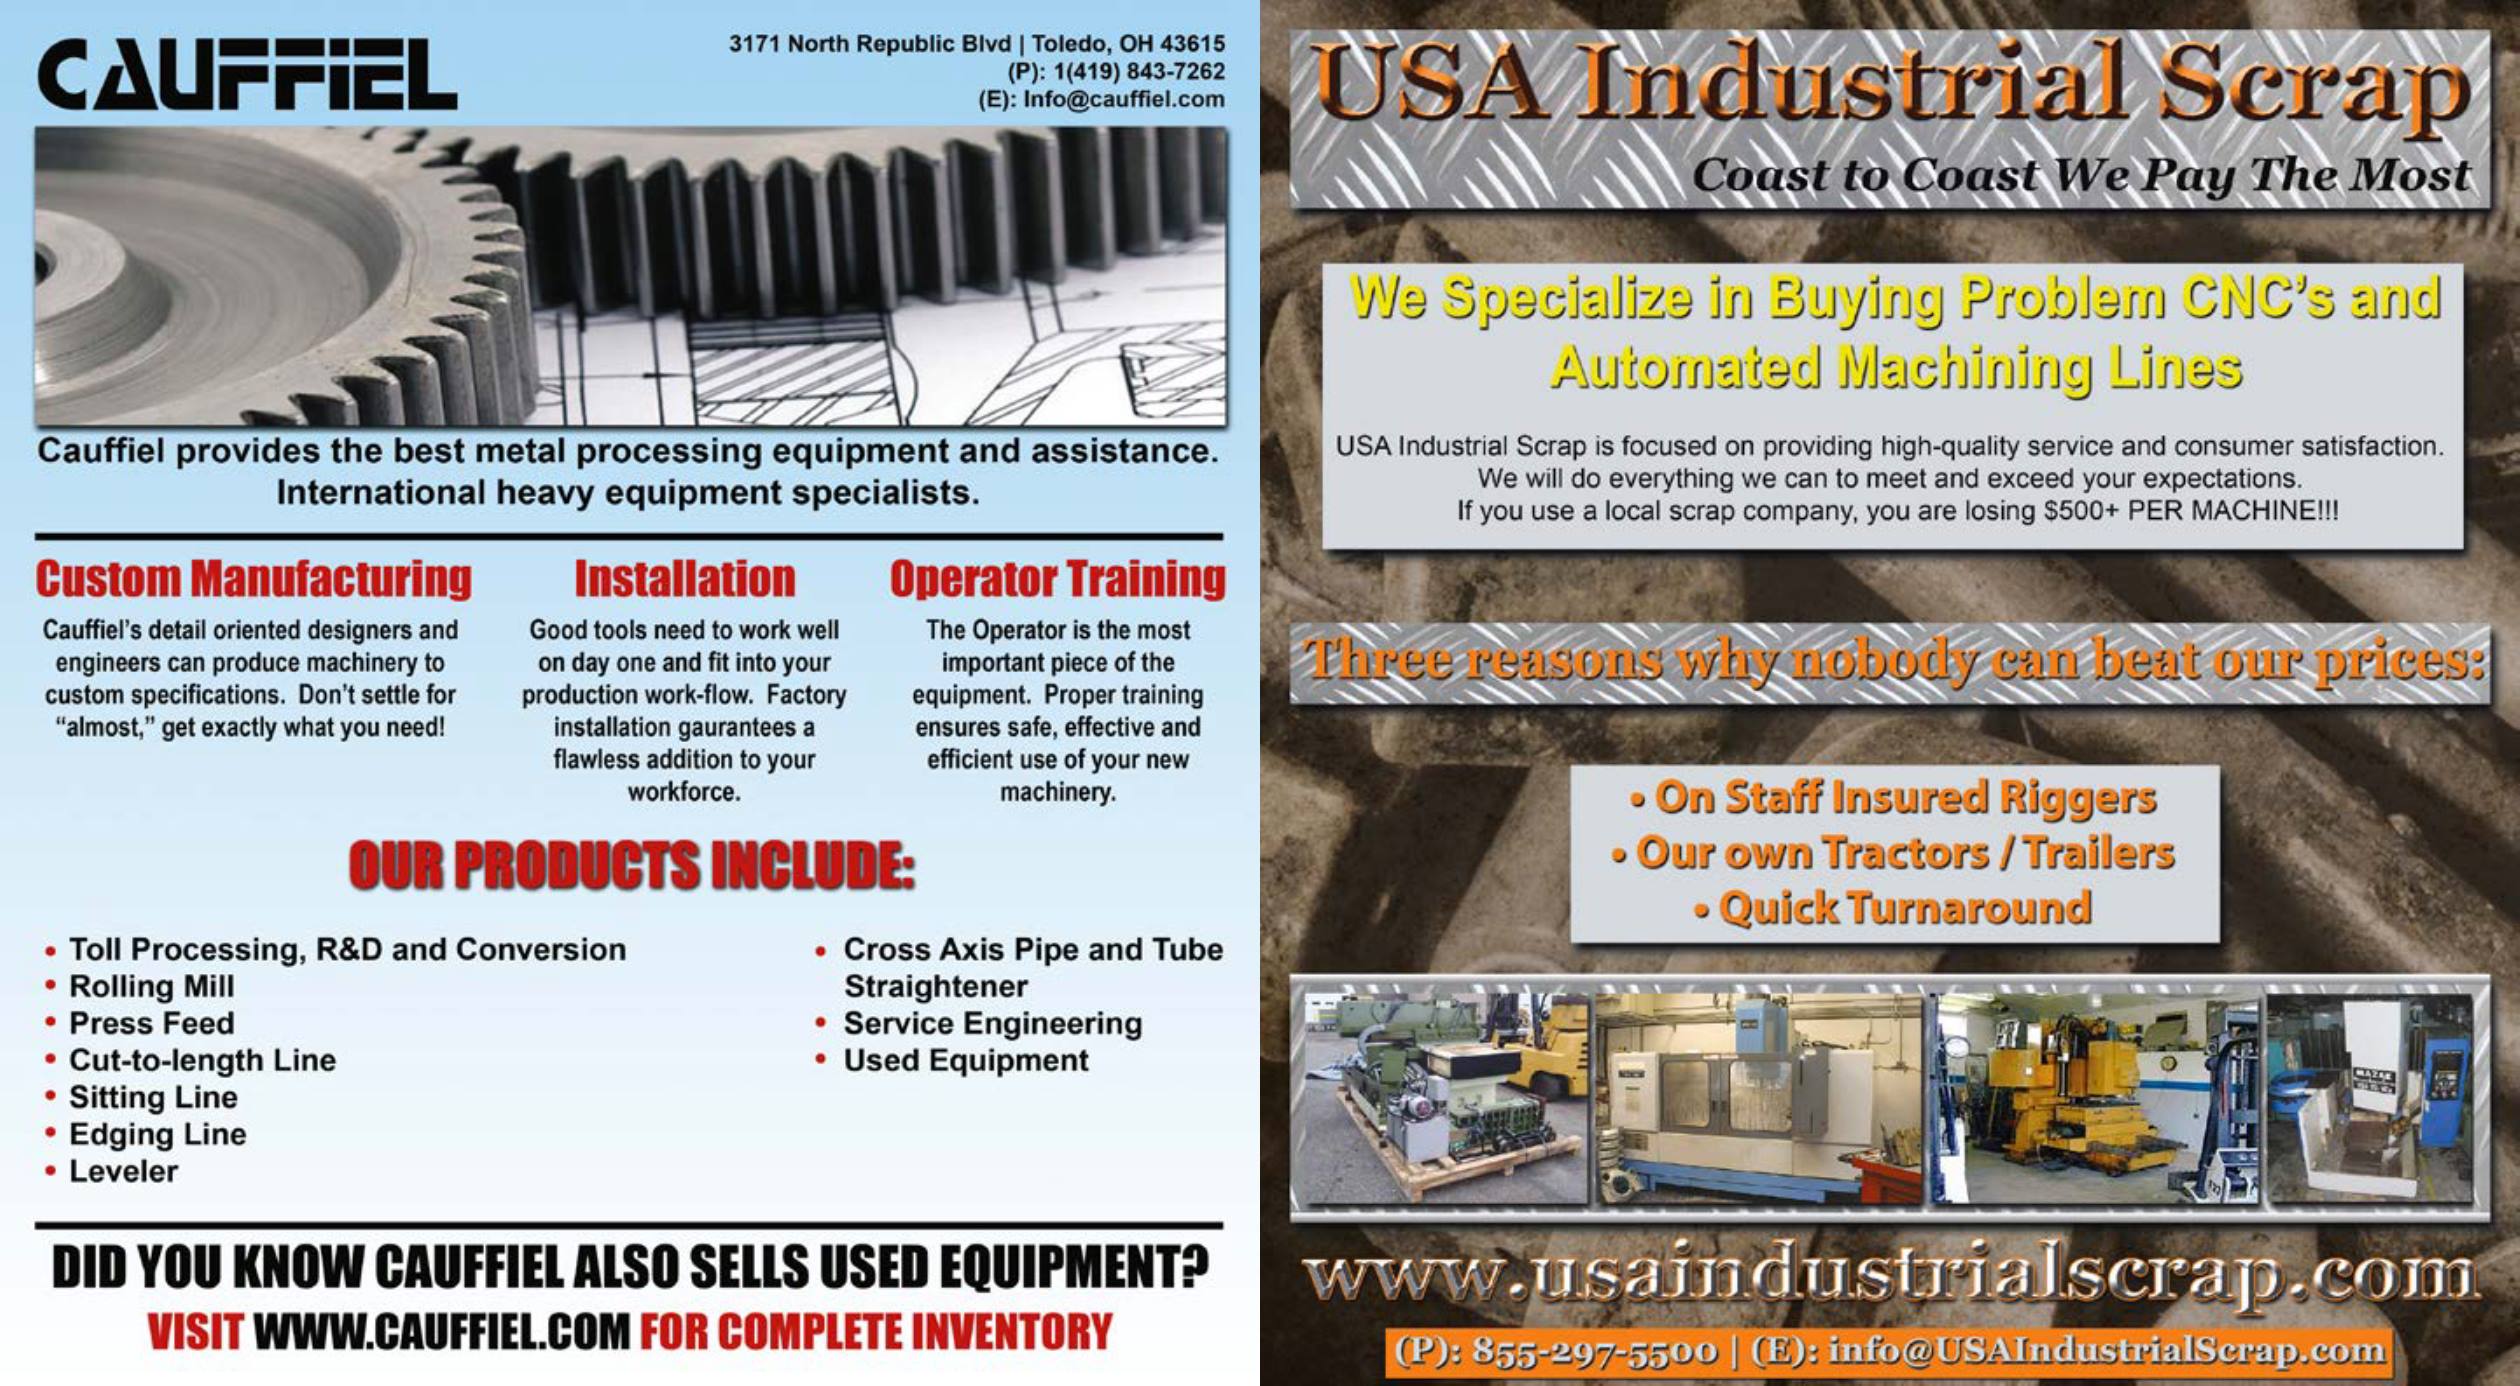 CAUFFiEL
3171 North Republic Blvd | Toledo, OH 43615
(P): 1(419) 843-7262
(E): Info@cauffiel.com
Cauffiel provides the best metal processing equipment and assistance.
International heavy equipment specialists.
Custom Manufacturing
Cauffiel's detail oriented designers and
engineers can produce machinery to
custom specifications. Don't settle for
“almost,” get exactly what you need!
Installation
Good tools need to work well
on day one and fit into your
production work-flow. Factory
installation gaurantees a
flawless addition to your
workforce.
Operator Training
The Operator is the most
important piece of the
equipment. Proper training
ensures safe, effective and
efficient use of your new
machinery.
OUR PRODUCTS INCLUDE:
• Toll Processing, R&D and Conversion
• Rolling Mill
• Press Feed
• Cut-to-length Line
• Sitting Line
• Edging Line
• Leveler
• Cross Axis Pipe and Tube
Straightener
• Service Engineering
• Used Equipment
DID YOU KNOW CAUFFIEL ALSO SELLS USED EQUIPMENT?
VISIT WWW.CAUFFIEL.COM FOR COMPLETE INVENTORY
USA Industrial Scrap
Coast to Coast We Pay The Most
We Specialize in Buying Problem CNC's and
Automated Machining Lines
USA Industrial Scrap is focused on providing high-quality service and consumer satisfaction.
We will do everything we can to meet and exceed your expectations.
If you use a local scrap company, you are losing $500+ PER MACHINE!!!
Three reasons why nobody can beat our prices:
• On Staff Insured Riggers
• Our own Tractors / Trailers
• Quick Turnaround
MAZAK
www.usaindustrialscrap.com
(P): 855-297-5500 | (E): info@USAIndustrialScrap.com